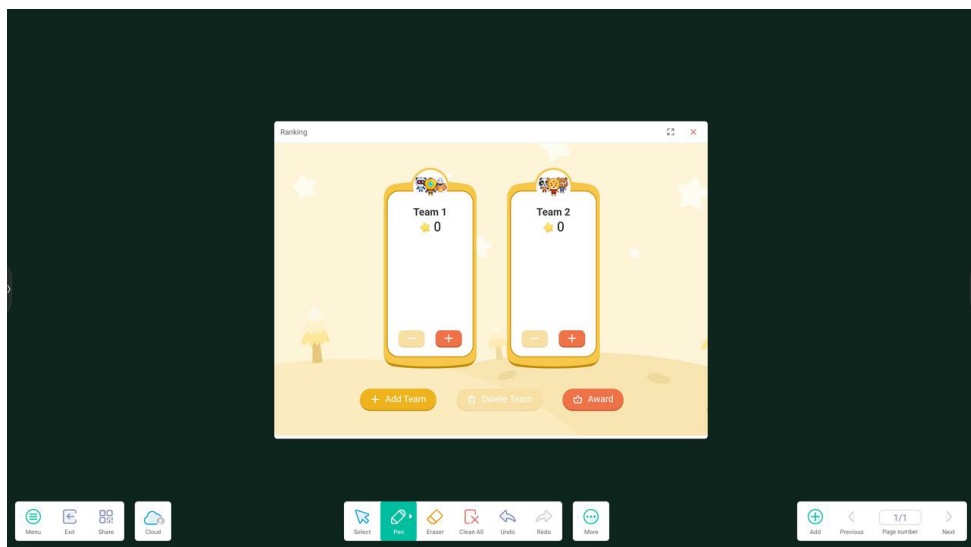 Ranking
Team 1
0
Team 2
0
Add Team
Delete Team
Award
Menu
Exit
Share
Cloud
Select
Pen
Eraser
Clean All
Undo
Redo
More
Add
Previous
1/1
Page number
Next